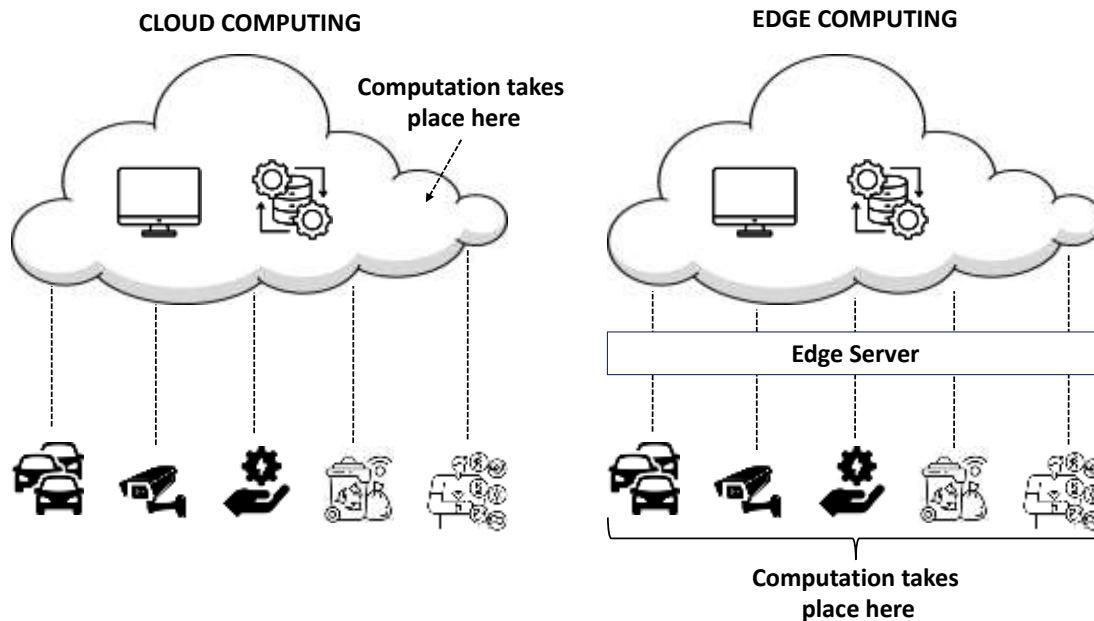 CLOUD COMPUTING
Computation takes
place here
EDGE COMPUTING
Edge Server
Computation takes
place here